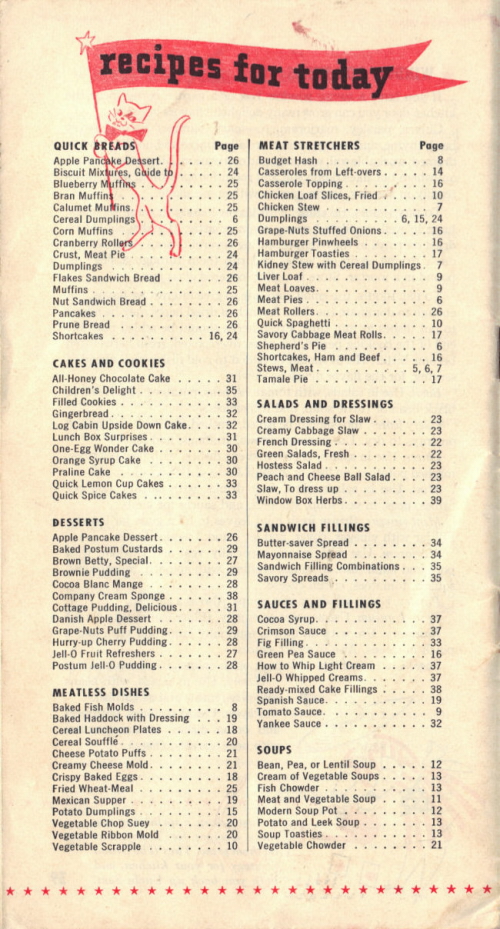 recipes for today
QUICK BREADS Page
Apple Pancake Dessert. . . . . . . . 26
Biscuit Mixtures, Guide to . . . . . . 24
Blueberry Muffins . . . . . . . . . 25
Bran Muffins . . . . . . . . . . . 25
Calumet Muffins. . . . . . . . . . 25
Cereal Dumplings . . . . . . . . . 6
Corn Muffins . . . . . . . . . . . 25
Cranberry Rollers . . . . . . . . . 26
Crust, Meat Pie . . . . . . . . . . 24
Dumplings . . . . . . . . . . . . 24
Flakes Sandwich Bread . . . . . . . 26
Muffins . . . . . . . . . . . . . 25
Nut Sandwich Bread . . . . . . . . 26
Pancakes . . . . . . . . . . . . . 26
Prune Bread . . . . . . . . . . . 26
Shortcakes . . . . . . . . . . 16, 24
CAKES AND COOKIES
All-Honey Chocolate Cake . . . . . 31
Children's Delight . . . . . . . . . 35
Filled Cookies . . . . . . . . . . 33
Gingerbread . . . . . . . . . . . 32
Log Cabin Upside Down Cake. . . . 32
Lunch Box Surprises . . . . . . . . 31
One-Egg Wonder Cake . . . . . . . 30
Orange Syrup Cake . . . . . . . . 30
Praline Cake . . . . . . . . . . . 30
Quick Lemon Cup Cakes . . . . . . 33
Quick Spice Cakes . . . . . . . . 33
DESSERTS
Apple Pancake Dessert . . . . . . . 26
Baked Postum Custards . . . . . . 29
Brown Betty, Special. . . . . . . . 27
Brownie Pudding . . . . . . . . . 29
Cocoa Blanc Mange . . . . . . . . 28
Company Cream Sponge . . . . . . 38
Cottage Pudding, Delicious . . . . . 31
Danish Apple Dessert . . . . . . . 28
Grape-Nuts Puff Pudding . . . . . . 29
Hurry-up Cherry Pudding . . . . . . 28
Jell-O Fruit Refreshers . . . . . . . 27
Postum Jell-O Pudding . . . . . . . 28
MEATLESS DISHES
Baked Fish Molds . . . . . . . . . 8
Baked Haddock with Dressing . . . 19
Cereal Luncheon Plates . . . . . . 18
Cereal Soufflé . . . . . . . . . . 20
Cheese Potato Puffs . . . . . . . . 21
Creamy Cheese Mold . . . . . . . . 21
Crispy Baked Eggs . . . . . . . . . 18
Fried Wheat-Meal . . . . . . . . . 25
Mexican Supper . . . . . . . . . . 19
Potato Dumplings . . . . . . . . . 15
Vegetable Chop Suey . . . . . . . 20
Vegetable Ribbon Mold . . . . . . 20
Vegetable Scrapple . . . . . . . . 10
MEAT STRETCHERS Page
Budget Hash . . . . . . . . . . . 8
Casseroles from Left-overs . . . . . 14
Casserole Topping . . . . . . . . . 16
Chicken Loaf Slices, Fried . . . . . 10
Chicken Stew . . . . . . . . . . . 7
Dumplings . . . . . . . . . 6, 15, 24
Grape-Nuts Stuffed Onions . . . . . 16
Hamburger Pinwheels . . . . . . . 16
Hamburger Toasties . . . . . . . . 17
Kidney Stew with Cereal Dumplings . 7
Liver Loaf . . . . . . . . . . . . 9
Meat Loaves . . . . . . . . . . . 9
Meat Pies . . . . . . . . . . . . 6
Meat Rollers . . . . . . . . . . . 26
Quick Spaghetti . . . . . . . . . 10
Savory Cabbage Meat Rolls. . . . . 17
Shepherd's Pie . . . . . . . . . . 6
Shortcakes, Ham and Beef . . . . . 16
Stews, Meat . . . . . . . . . 5, 6, 7
Tamale Pie . . . . . . . . . . . . 17
SALADS AND DRESSINGS
Cream Dressing for Slaw . . . . . . 23
Creamy Cabbage Slaw . . . . . . . 23
French Dressing . . . . . . . . . . 22
Green Salads, Fresh . . . . . . . . 22
Hostess Salad . . . . . . . . . . . 23
Peach and Cheese Ball Salad . . . . 23
Slaw, To dress up . . . . . . . . . 23
Window Box Herbs . . . . . . . . . 39
SANDWICH FILLINGS
Butter-saver Spread . . . . . . . . 34
Mayonnaise Spread . . . . . . . . 34
Sandwich Filling Combinations . . . 35
Savory Spreads . . . . . . . . . . 35
SAUCES AND FILLINGS
Cocoa Syrup . . . . . . . . . . . 37
Crimson Sauce . . . . . . . . . . 37
Fig Filling . . . . . . . . . . . . 33
Green Pea Sauce . . . . . . . . . 16
How to Whip Light Cream . . . . . 37
Jell-O Whipped Creams . . . . . . . 37
Ready-mixed Cake Fillings . . . . . 38
Spanish Sauce . . . . . . . . . . 19
Tomato Sauce . . . . . . . . . . . 9
Yankee Sauce . . . . . . . . . . . 32
SOUPS
Bean, Pea, or Lentil Soup . . . . . 12
Cream of Vegetable Soups . . . . . 13
Fish Chowder . . . . . . . . . . . 13
Meat and Vegetable Soup . . . . . 11
Modern Soup Pot . . . . . . . . . 12
Potato and Leek Soup . . . . . . . 13
Soup Toasties . . . . . . . . . . 13
Vegetable Chowder . . . . . . . . 21